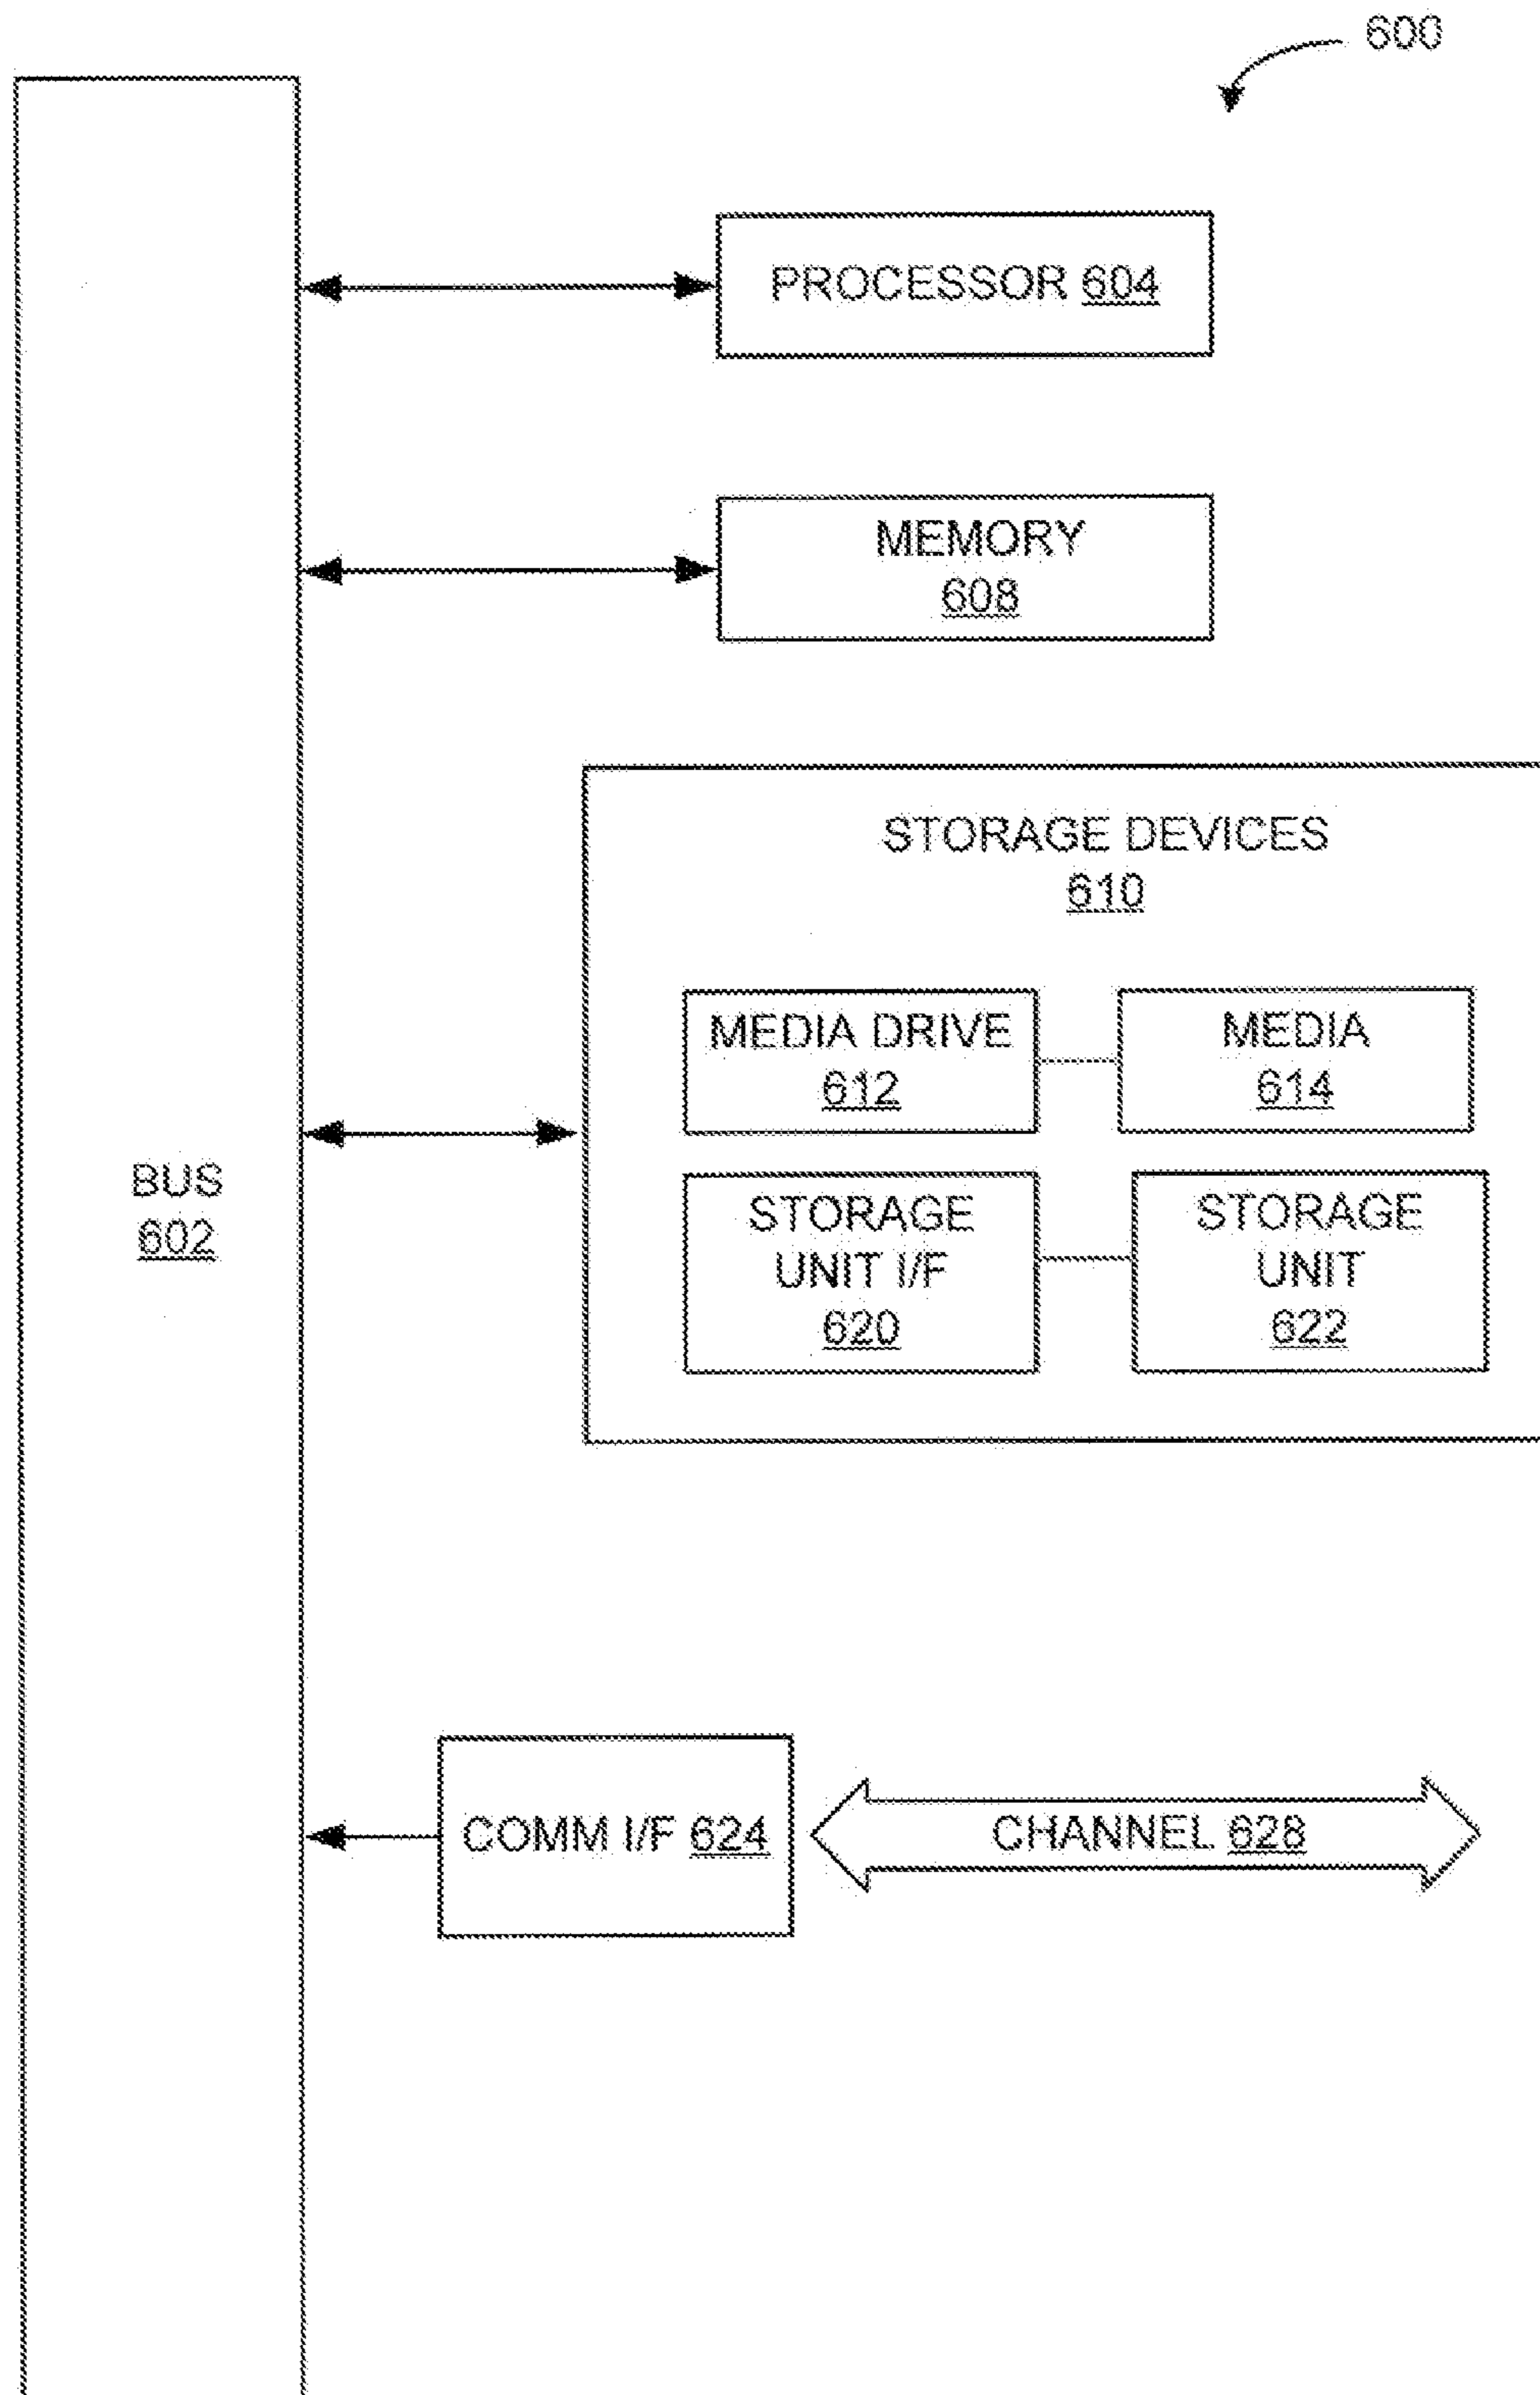 600
PROCESSOR 604
MEMORY
608
STORAGE DEVICES
610
MEDIA DRIVE
612
MEDIA
614
BUS
602
STORAGE
UNIT I/F
620
STORAGE
UNIT
622
COMM I/F 624
CHANNEL 628